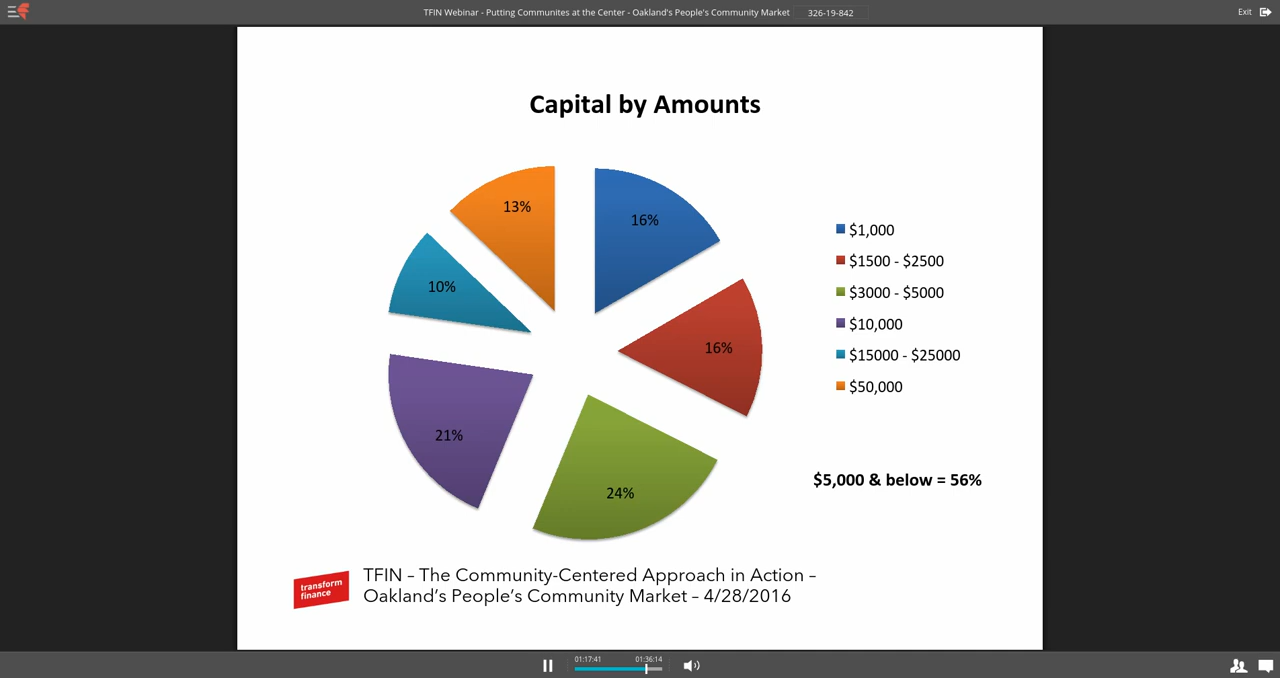 TFIN Webinar - Putting Communites at the Center - Oakland's People's Community Market 326-19-842
Exit
Capital by Amounts
13%
16%
10%
16%
21%
24%
$1,000
$1500 - $2500
$3000 - $5000
$10,000
$15000 - $25000
$50,000
$5,000 & below = 56%
transform
finance
TFIN – The Community-Centered Approach in Action –
Oakland’s People’s Community Market – 4/28/2016
01:17:41 01:36:14